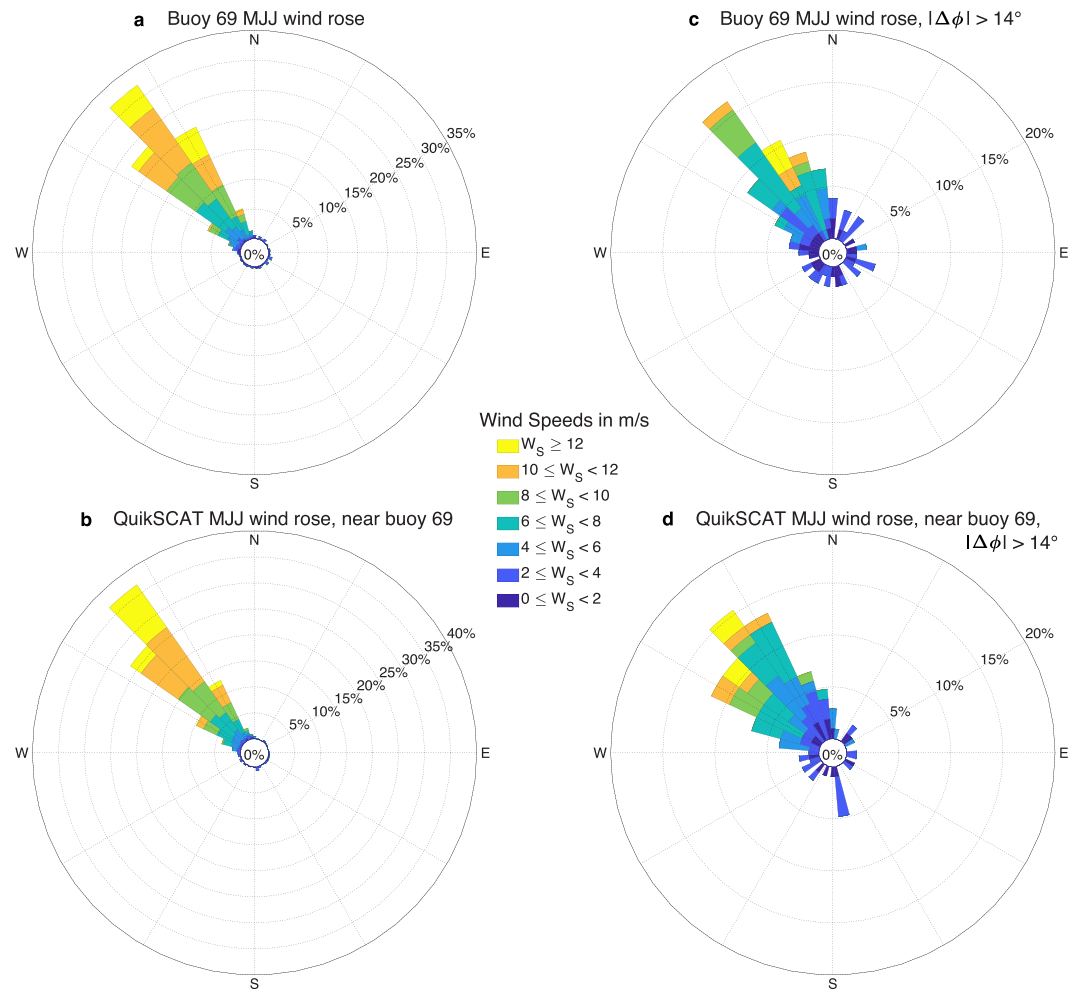 a Buoy 69 MJJ wind rose
N
35%
30%
25%
20%
15%
10%
5%
0%
W
E
S
c Buoy 69 MJJ wind rose, |Δϕ| > 14°
N
20%
15%
10%
5%
0%
W
E
S
Wind Speeds in m/s
W_S ≥ 12
10 ≤ W_S < 12
8 ≤ W_S < 10
6 ≤ W_S < 8
4 ≤ W_S < 6
2 ≤ W_S < 4
0 ≤ W_S < 2
b QuikSCAT MJJ wind rose, near buoy 69
N
40%
35%
30%
25%
20%
15%
10%
5%
0%
W
E
S
d QuikSCAT MJJ wind rose, near buoy 69,
|Δϕ| > 14°
N
20%
15%
10%
5%
0%
W
E
S